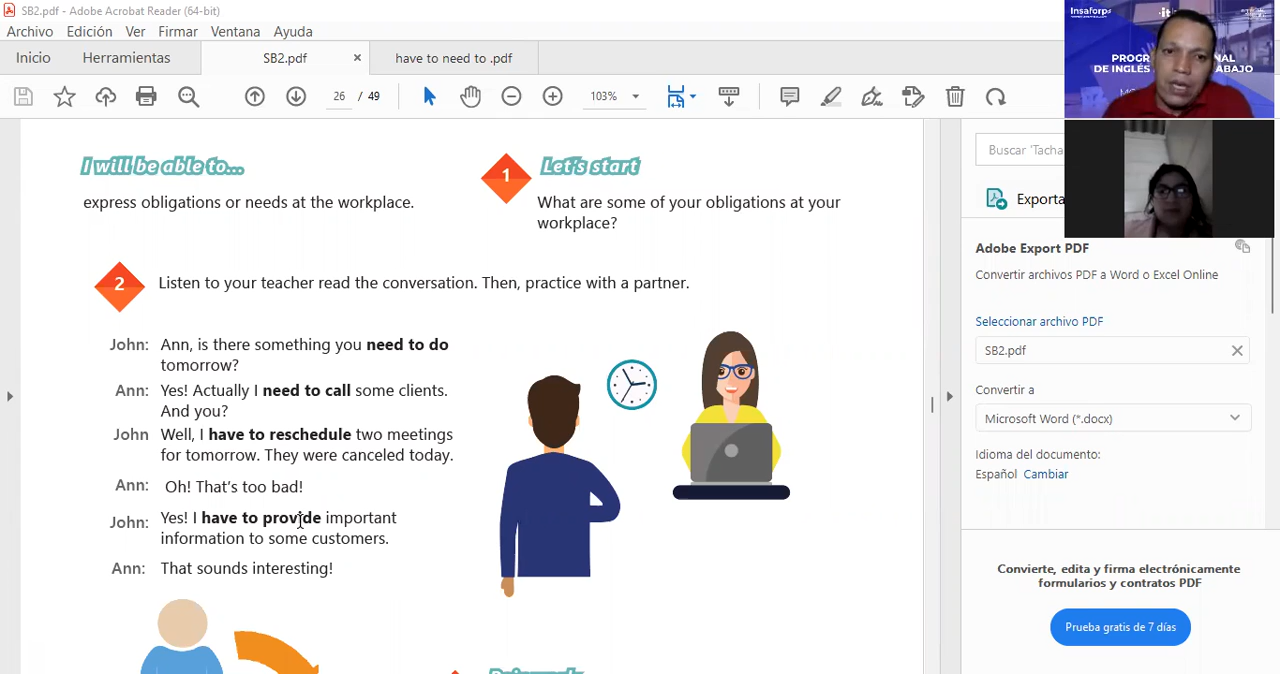 SB2.pdf - Adobe Acrobat Reader (64-bit)
Archivo Edición Ver Firmar Ventana Ayuda
Inicio Herramientas SB2.pdf × have to need to .pdf
26 / 49 103%
I will be able to...
express obligations or needs at the workplace.
1 Let's start
What are some of your obligations at your
workplace?
2 Listen to your teacher read the conversation. Then, practice with a partner.
John: Ann, is there something you need to do
tomorrow?
Ann: Yes! Actually I need to call some clients.
And you?
John Well, I have to reschedule two meetings
for tomorrow. They were canceled today.
Ann: Oh! That's too bad!
John: Yes! I have to provide important
information to some customers.
Ann: That sounds interesting!
Insaforp
DE INGLÉS
Buscar 'Tacha
Exporta
Adobe Export PDF
Convertir archivos PDF a Word o Excel Online
Seleccionar archivo PDF
SB2.pdf
Convertir a
Microsoft Word (*.docx)
Idioma del documento:
Español Cambiar
Convierte, edita y firma electrónicamente
formularios y contratos PDF
Prueba gratis de 7 días